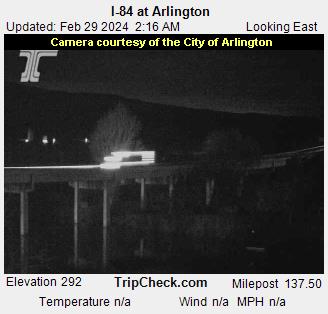 I-84 at Arlington
Updated: Feb 29 2024 2:16 AM Looking East
Camera courtesy of the City of Arlington
Elevation 292 TripCheck.com Milepost 137.50
Temperature n/a Wind n/a MPH n/a